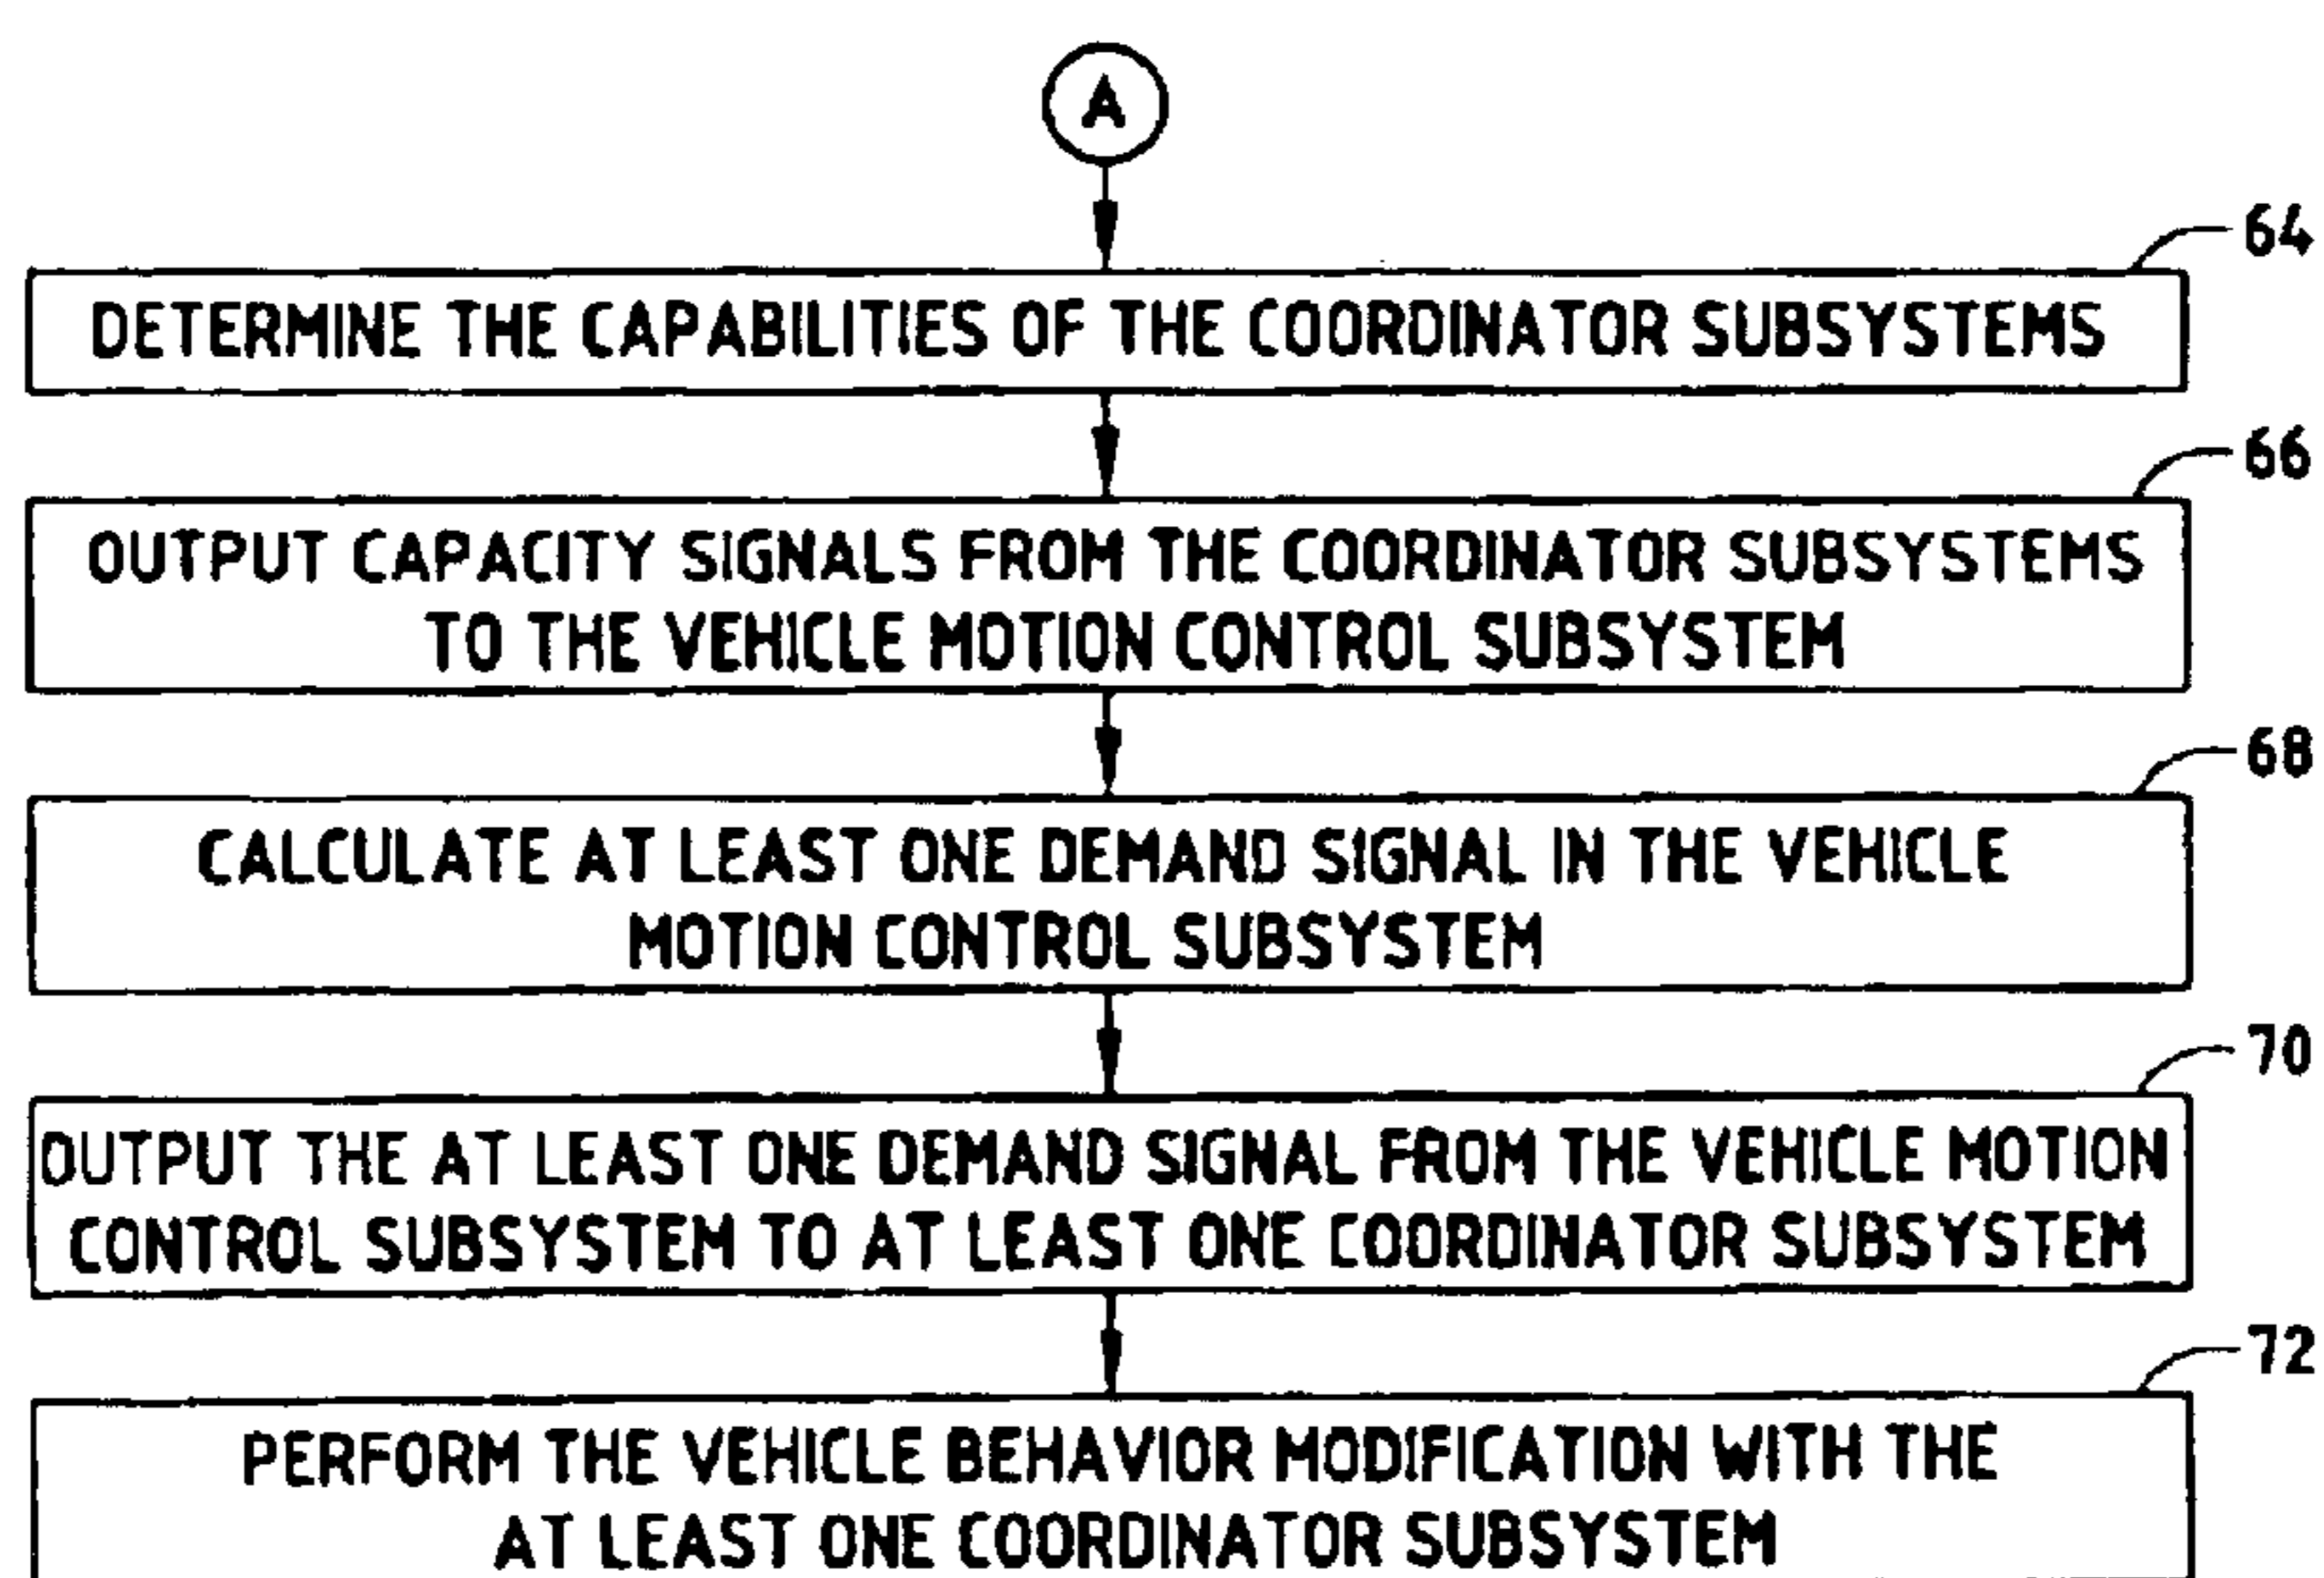 A
64
DETERMINE THE CAPABILITIES OF THE COORDINATOR SUBSYSTEMS
66
OUTPUT CAPACITY SIGNALS FROM THE COORDINATOR SUBSYSTEMS
TO THE VEHICLE MOTION CONTROL SUBSYSTEM
68
CALCULATE AT LEAST ONE DEMAND SIGNAL IN THE VEHICLE
MOTION CONTROL SUBSYSTEM
70
OUTPUT THE AT LEAST ONE DEMAND SIGNAL FROM THE VEHICLE MOTION
CONTROL SUBSYSTEM TO AT LEAST ONE COORDINATOR SUBSYSTEM
72
PERFORM THE VEHICLE BEHAVIOR MODIFICATION WITH THE
AT LEAST ONE COORDINATOR SUBSYSTEM